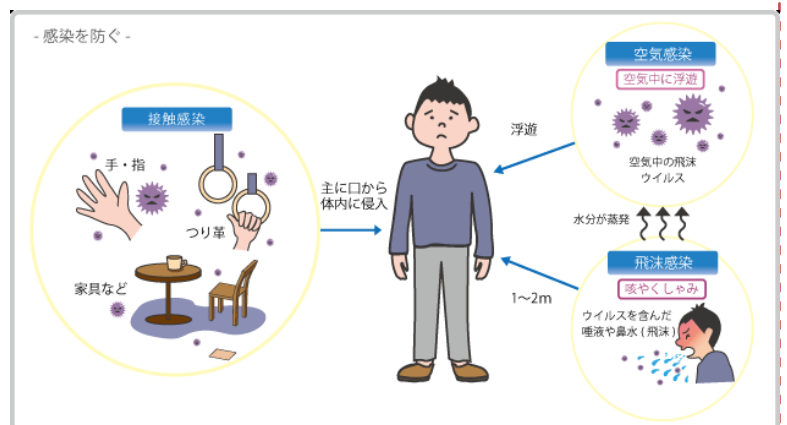 - 感染を防ぐ -
接触感染
手・指
つり革
家具など
主に口から
体内に侵入
空気感染
空気中に浮遊
空気中の飛沫
ウイルス
浮遊
水分が蒸発
飛沫感染
咳やくしゃみ
ウイルスを含んだ
唾液や鼻水(飛沫)
1〜2m